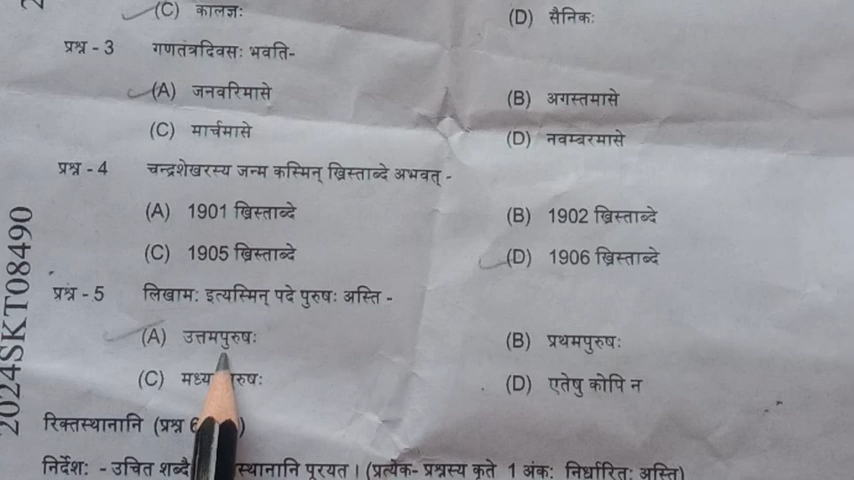 (C) कालज्ञः (D) सैनिकः
प्रश्न - 3 गणतंत्रदिवसः भवति-
(A) जनवरिमासे (B) अगस्तमासे
(C) मार्चमासे (D) नवम्बरमासे
प्रश्न - 4 चन्द्रशेखरस्य जन्म कस्मिन् ख्रिस्ताब्दे अभवत् -
(A) 1901 ख्रिस्ताब्दे (B) 1902 ख्रिस्ताब्दे
(C) 1905 ख्रिस्ताब्दे (D) 1906 ख्रिस्ताब्दे
प्रश्न - 5 लिखामः इत्यस्मिन् पदे पुरुषः अस्ति -
(A) उत्तमपुरुषः (B) प्रथमपुरुषः
(C) (D) एतेषु कोपि न
रिक्तस्थानानि (प्रश्न
निर्देशः - उचित स्थानानि पूरयत । (प्रत्येक- प्रश्नस्य कृते 1 अंकः निर्धारितः अस्ति)
2024SKT08490